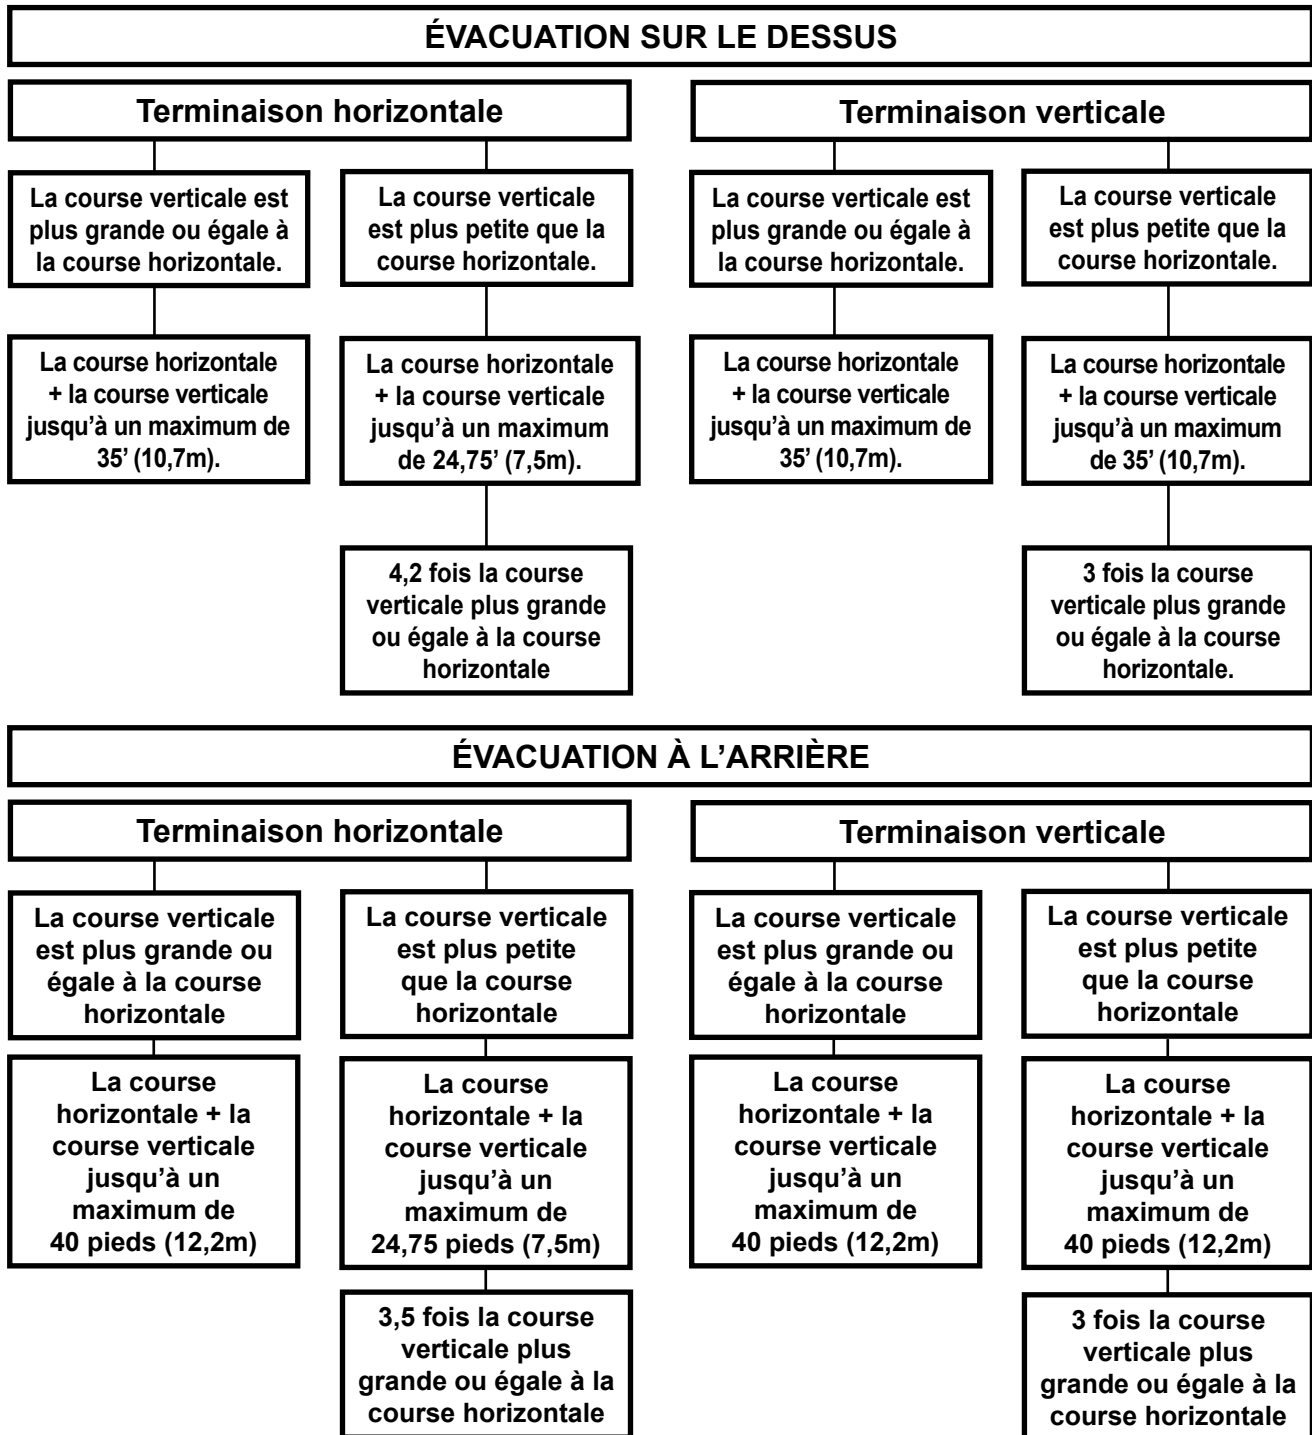 ÉVACUATION SUR LE DESSUS
Terminaison horizontale
La course verticale est
plus grande ou égale à
la course horizontale.
La course horizontale
+ la course verticale
jusqu'à un maximum de
35’ (10,7m).
La course verticale
est plus petite que la
course horizontale.
La course horizontale
+ la course verticale
jusqu'à un maximum
de 24,75’ (7,5m).
4,2 fois la course
verticale plus grande
ou égale à la course
horizontale
Terminaison verticale
La course verticale est
plus grande ou égale à
la course horizontale.
La course horizontale
+ la course verticale
jusqu'à un maximum de
35’ (10,7m).
La course verticale
est plus petite que la
course horizontale.
La course horizontale
+ la course verticale
jusqu'à un maximum
de 35’ (10,7m).
3 fois la course
verticale plus grande
ou égale à la course
horizontale.
ÉVACUATION À L’ARRIÈRE
Terminaison horizontale
La course verticale
est plus grande ou
égale à la course
horizontale
La course
horizontale + la
course verticale
jusqu’à un
maximum de
40 pieds (12,2m)
La course verticale
est plus petite
que la course
horizontale
La course
horizontale + la
course verticale
jusqu’à un
maximum de
24,75 pieds (7,5m)
3,5 fois la course
verticale plus
grande ou égale à la
course horizontale
Terminaison verticale
La course verticale
est plus grande ou
égale à la course
horizontale
La course
horizontale + la
course verticale
jusqu’à un
maximum de
40 pieds (12,2m)
La course verticale
est plus petite
que la course
horizontale
La course
horizontale + la
course verticale
jusqu’à un
maximum de
40 pieds (12,2m)
3 fois la course
verticale plus
grande ou égale à la
course horizontale